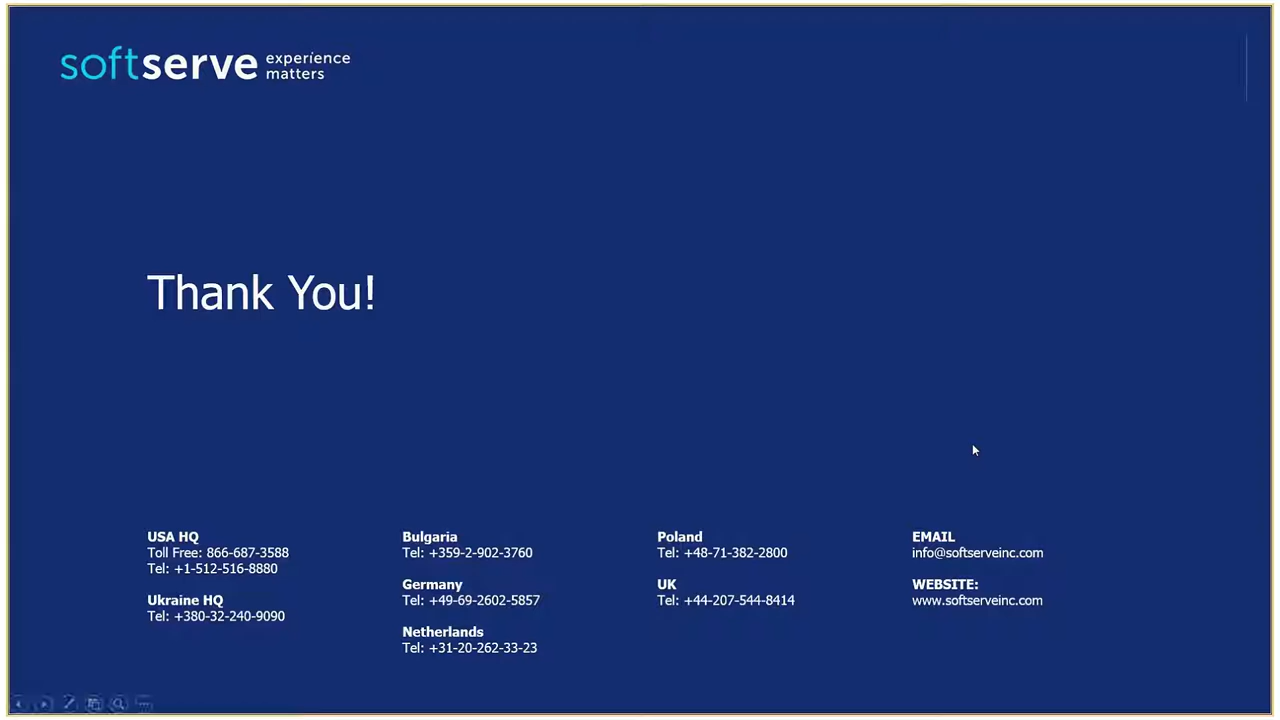 softserve experience
matters
Thank You!
USA HQ
Toll Free: 866-687-3588
Tel: +1-512-516-8880
Ukraine HQ
Tel: +380-32-240-9090
Bulgaria
Tel: +359-2-902-3760
Germany
Tel: +49-69-2602-5857
Netherlands
Tel: +31-20-262-33-23
Poland
Tel: +48-71-382-2800
UK
Tel: +44-207-544-8414
EMAIL
info@softserveinc.com
WEBSITE:
www.softserveinc.com